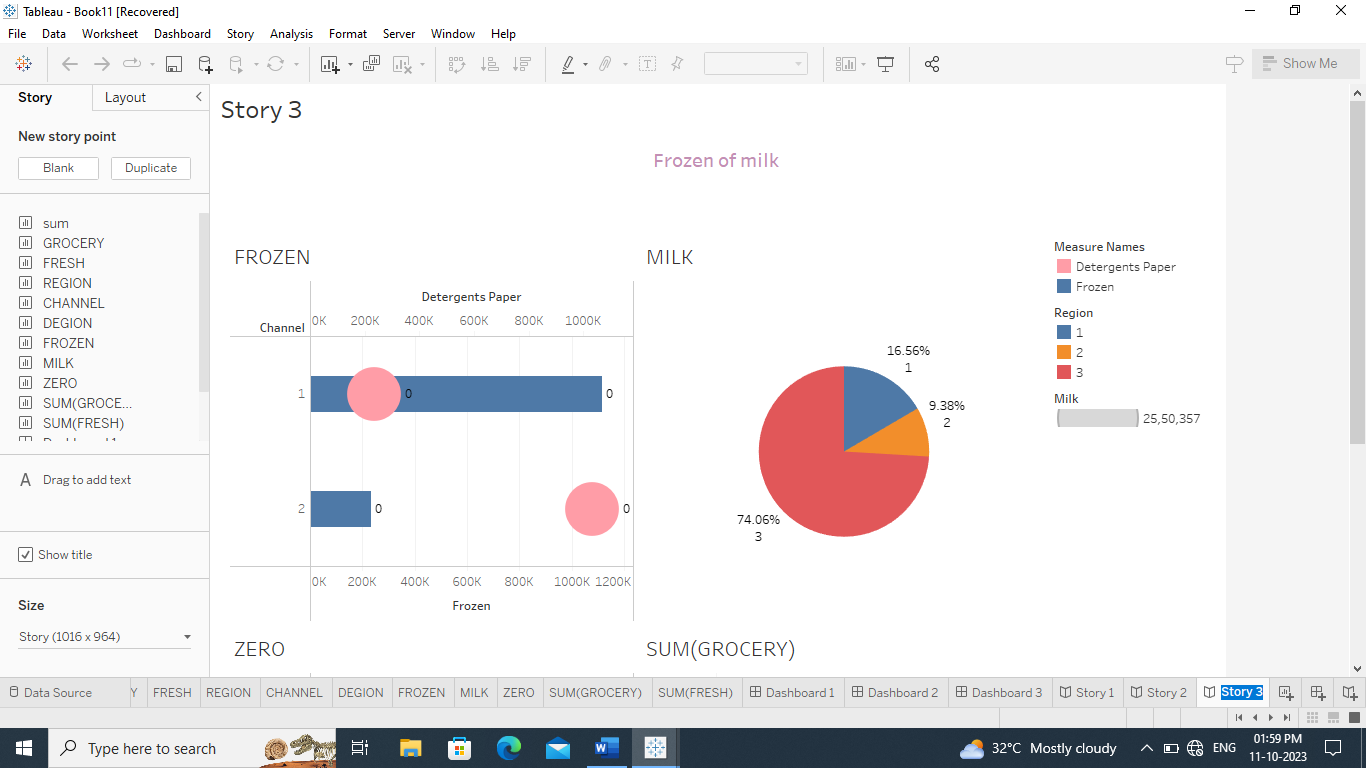 Tableau - Book11 [Recovered]
File Data Worksheet Dashboard Story Analysis Format Server Window Help
Show Me
Story Layout
New story point
Blank Duplicate
sum
GROCERY
FRESH
REGION
CHANNEL
DEGION
FROZEN
MILK
ZERO
SUM(GROCE...
SUM(FRESH)
A Drag to add text
Show title
Size
Story (1016 x 964)
Story 3
Frozen of milk
FROZEN
Detergents Paper
Channel
0K 200K 400K 600K 800K 1000K
1 0 0
2 0 0
0K 200K 400K 600K 800K 1000K 1200K
Frozen
MILK
16.56%
1
9.38%
2
74.06%
3
Measure Names
Detergents Paper
Frozen
Region
1
2
3
Milk
25,50,357
ZERO
SUM(GROCERY)
Data Source Y FRESH REGION CHANNEL DEGION FROZEN MILK ZERO SUM(GROCERY) SUM(FRESH) Dashboard 1 Dashboard 2 Dashboard 3 Story 1 Story 2 Story 3
Type here to search
32°C Mostly cloudy
ENG
01:59 PM
11-10-2023